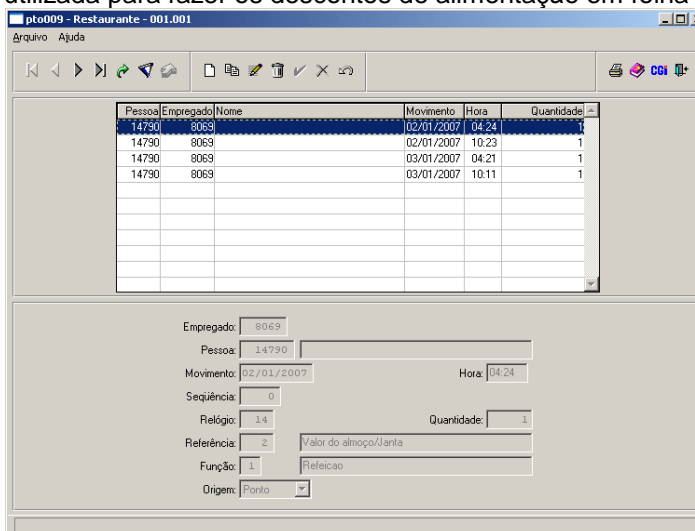 utilizada para fazer os descontos de alimentação em folha
pto009 - Restaurante - 001.001
Arquivo Ajuda
CGi
Pessoa Empregado Nome Movimento Hora Quantidade
14790 8069 02/01/2007 04:24 1
14790 8069 02/01/2007 10:23 1
14790 8069 03/01/2007 04:21 1
14790 8069 03/01/2007 10:11 1
Empregado: 8069
Pessoa: 14790
Movimento: 02/01/2007 Hora: 04:24
Seqüência: 0
Relógio: 14 Quantidade: 1
Referência: 2 Valor do almoço/Janta
Função: 1 Refeicao
Origem: Ponto